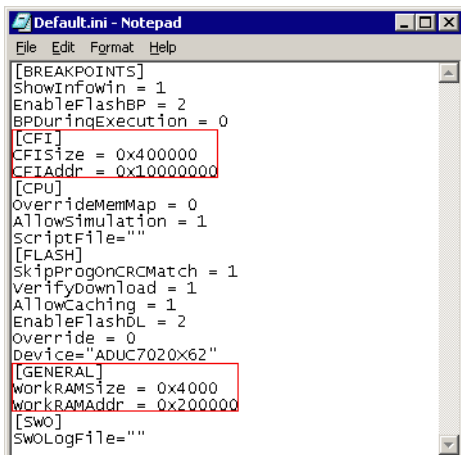 Default.ini - Notepad
File Edit Format Help
[BREAKPOINTS]
ShowInfoWin = 1
EnableFlashBP = 2
BPDuringExecution = 0
[CFI]
CFISize = 0x400000
CFIAddr = 0x10000000
[CPU]
OverrideMemMap = 0
AllowSimulation = 1
ScriptFile=""
[FLASH]
SkipProgOnCRCMatch = 1
VerifyDownload = 1
AllowCaching = 1
EnableFlashDL = 2
Override = 0
Device="ADUC7020X62"
[GENERAL]
WorkRAMSize = 0x4000
WorkRAMAddr = 0x200000
[SWO]
SWOLogFile=""